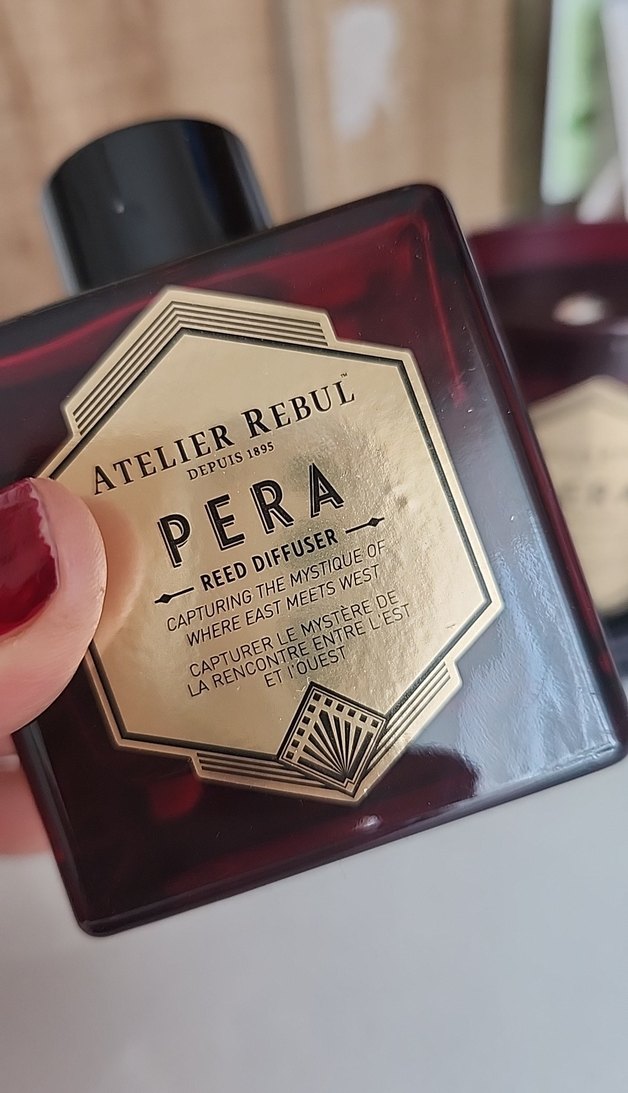 ATELIER REBUL™
DEPUIS 1895
PERA
REED DIFFUSER
CAPTURING THE MYSTIQUE OF
WHERE EAST MEETS WEST
CAPTURER LE MYSTÈRE DE
LA RENCONTRE ENTRE L'EST
ET l'OUEST